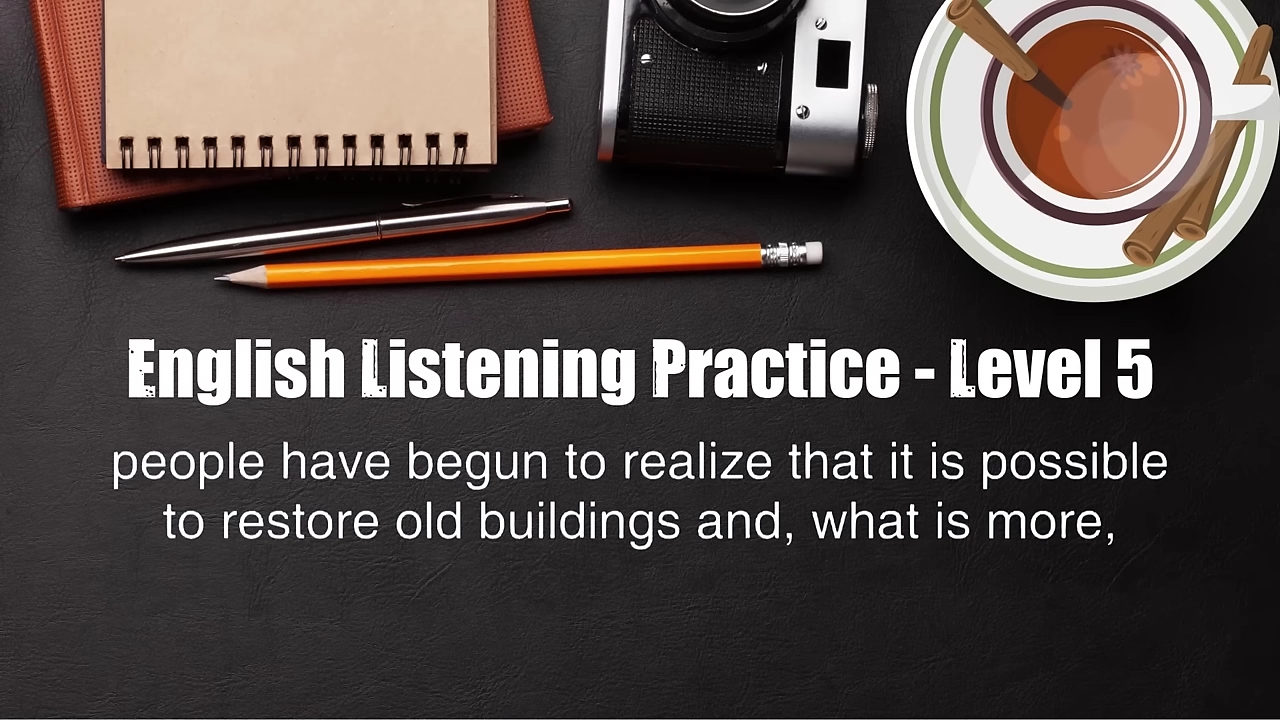 English Listening Practice - Level 5
people have begun to realize that it is possible
to restore old buildings and, what is more,